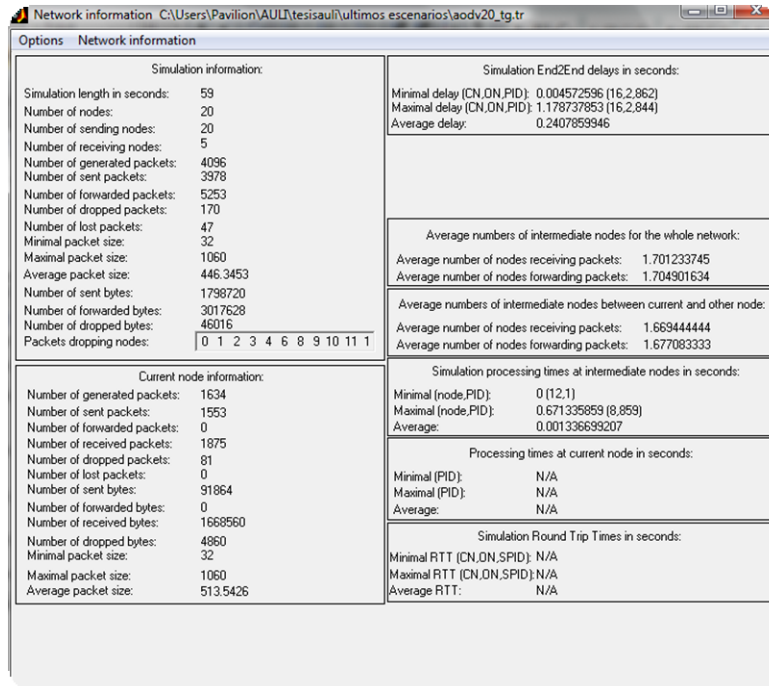 Network information C:\Users\Pavilion\AULI\tesisauli\ultimos escenarios\aodv20_tg.tr
Options Network information
Simulation information:
Simulation length in seconds: 59
Number of nodes: 20
Number of sending nodes: 20
Number of receiving nodes: 5
Number of generated packets: 4096
Number of sent packets: 3978
Number of forwarded packets: 5253
Number of dropped packets: 170
Number of lost packets: 47
Minimal packet size: 32
Maximal packet size: 1060
Average packet size: 446.3453
Number of sent bytes: 1798720
Number of forwarded bytes: 3017628
Number of dropped bytes: 46016
Packets dropping nodes: 0 1 2 3 4 6 8 9 10 11 1
Current node information:
Number of generated packets: 1634
Number of sent packets: 1553
Number of forwarded packets: 0
Number of received packets: 1875
Number of dropped packets: 81
Number of lost packets: 0
Number of sent bytes: 91864
Number of forwarded bytes: 0
Number of received bytes: 1668560
Number of dropped bytes: 4860
Minimal packet size: 32
Maximal packet size: 1060
Average packet size: 513.5426
Simulation End2End delays in seconds:
Minimal delay (CN,ON,PID): 0.004572596 (16,2,862)
Maximal delay (CN,ON,PID): 1.178737853 (16,2,844)
Average delay: 0.2407859946
Average numbers of intermediate nodes for the whole network:
Average number of nodes receiving packets: 1.701233745
Average number of nodes forwarding packets: 1.704901634
Average numbers of intermediate nodes between current and other node:
Average number of nodes receiving packets: 1.669444444
Average number of nodes forwarding packets: 1.677083333
Simulation processing times at intermediate nodes in seconds:
Minimal (node,PID): 0 (12,1)
Maximal (node,PID): 0.671335859 (8,859)
Average: 0.001336699207
Processing times at current node in seconds:
Minimal (PID): N/A
Maximal (PID): N/A
Average: N/A
Simulation Round Trip Times in seconds:
Minimal RTT (CN,ON,SPID): N/A
Maximal RTT (CN,ON,SPID): N/A
Average RTT: N/A